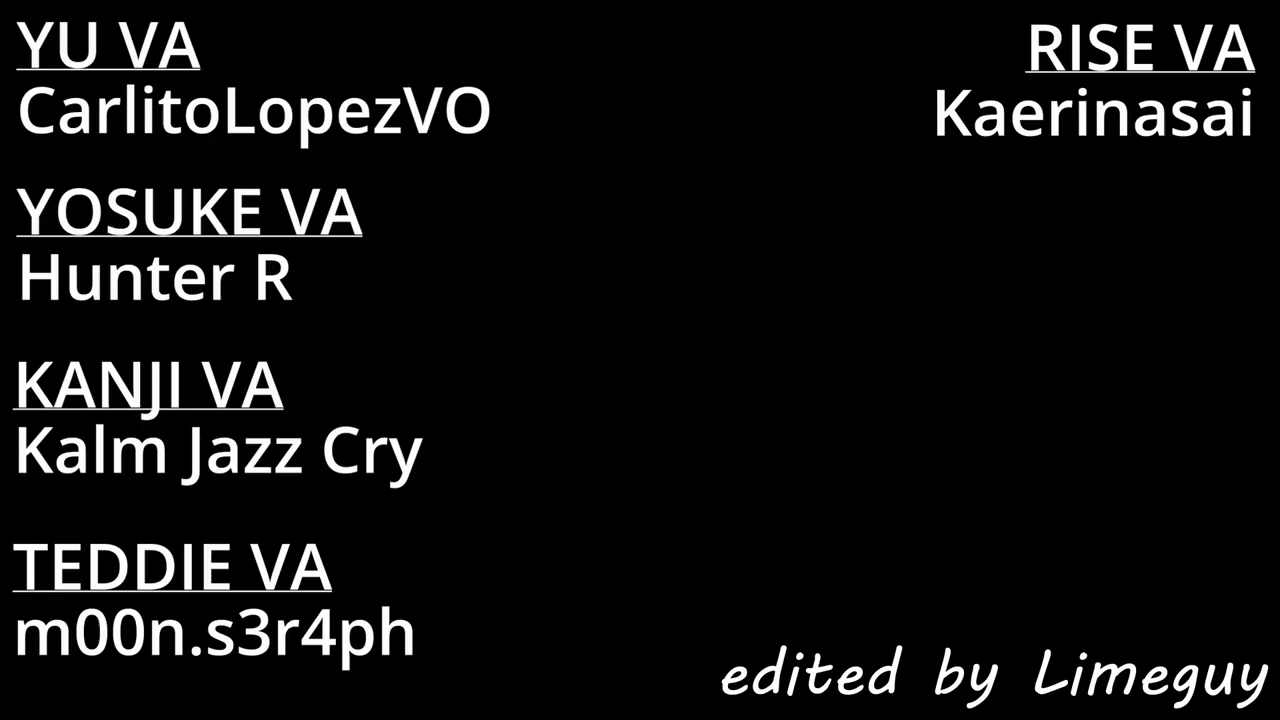 YU VA
CarlitoLopezVO
YOSUKE VA
Hunter R
KANJI VA
Kalm Jazz Cry
TEDDIE VA
m00n.s3r4ph
RISE VA
Kaerinasai
edited by Limeguy